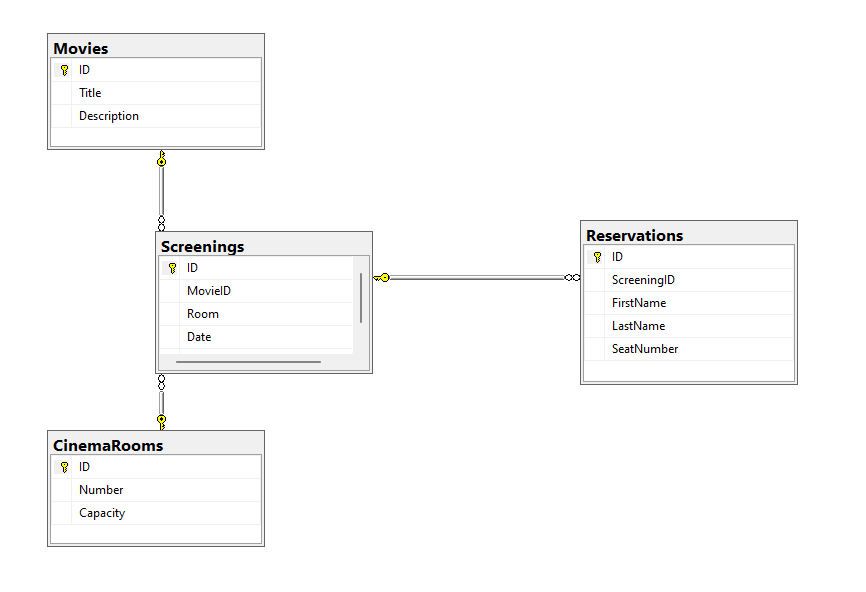 Movies
ID
Title
Description
Screenings
ID
MovieID
Room
Date
Reservations
ID
ScreeningID
FirstName
LastName
SeatNumber
CinemaRooms
ID
Number
Capacity